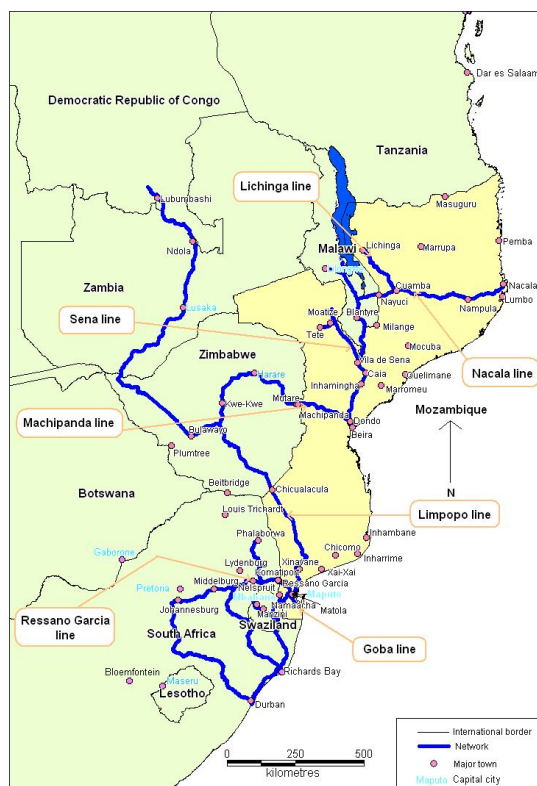 Dar es Salaam
Democratic Republic of Congo
Tanzania
Lichinga line
Lubumbashi
Masuguru
Ndola
Malawi
Lichinga
Marrupa
Pemba
Zambia
Cuamba
Nacala
Lusaka
Nayuci
Lumbo
Sena line
Moatize
Blantyre
Nampula
Tete
Milange
Zimbabwe
Mocuba
Vila de Sena
Nacala line
Harare
Caia
Guelimane
Inhamingha
Marromeu
Kwe-Kwe
Mutare
Mozambique
Machipanda line
Machipanda
Dondo
Bulawayo
Beira
Plumtree
N
Beitbridge
Chicualacula
Botswana
Louis Trichardt
Limpopo line
Phalaborwa
Inhambane
Gaborone
Chicomo
Lydenburg
Xinavane
Inharrime
Komatipoort
Xai-Xai
Pretoria
Middelburg
Nelspruit
Ressano Garcia
Maputo
Ressano Garcia
line
Johannesburg
Namaacha
Matola
Manzini
South Africa
Swaziland
Goba line
Bloemfontein
Maseru
Richards Bay
Lesotho
Durban
International border
Network
0 125 250 500
Major town
kilometres
Maputo Capital city